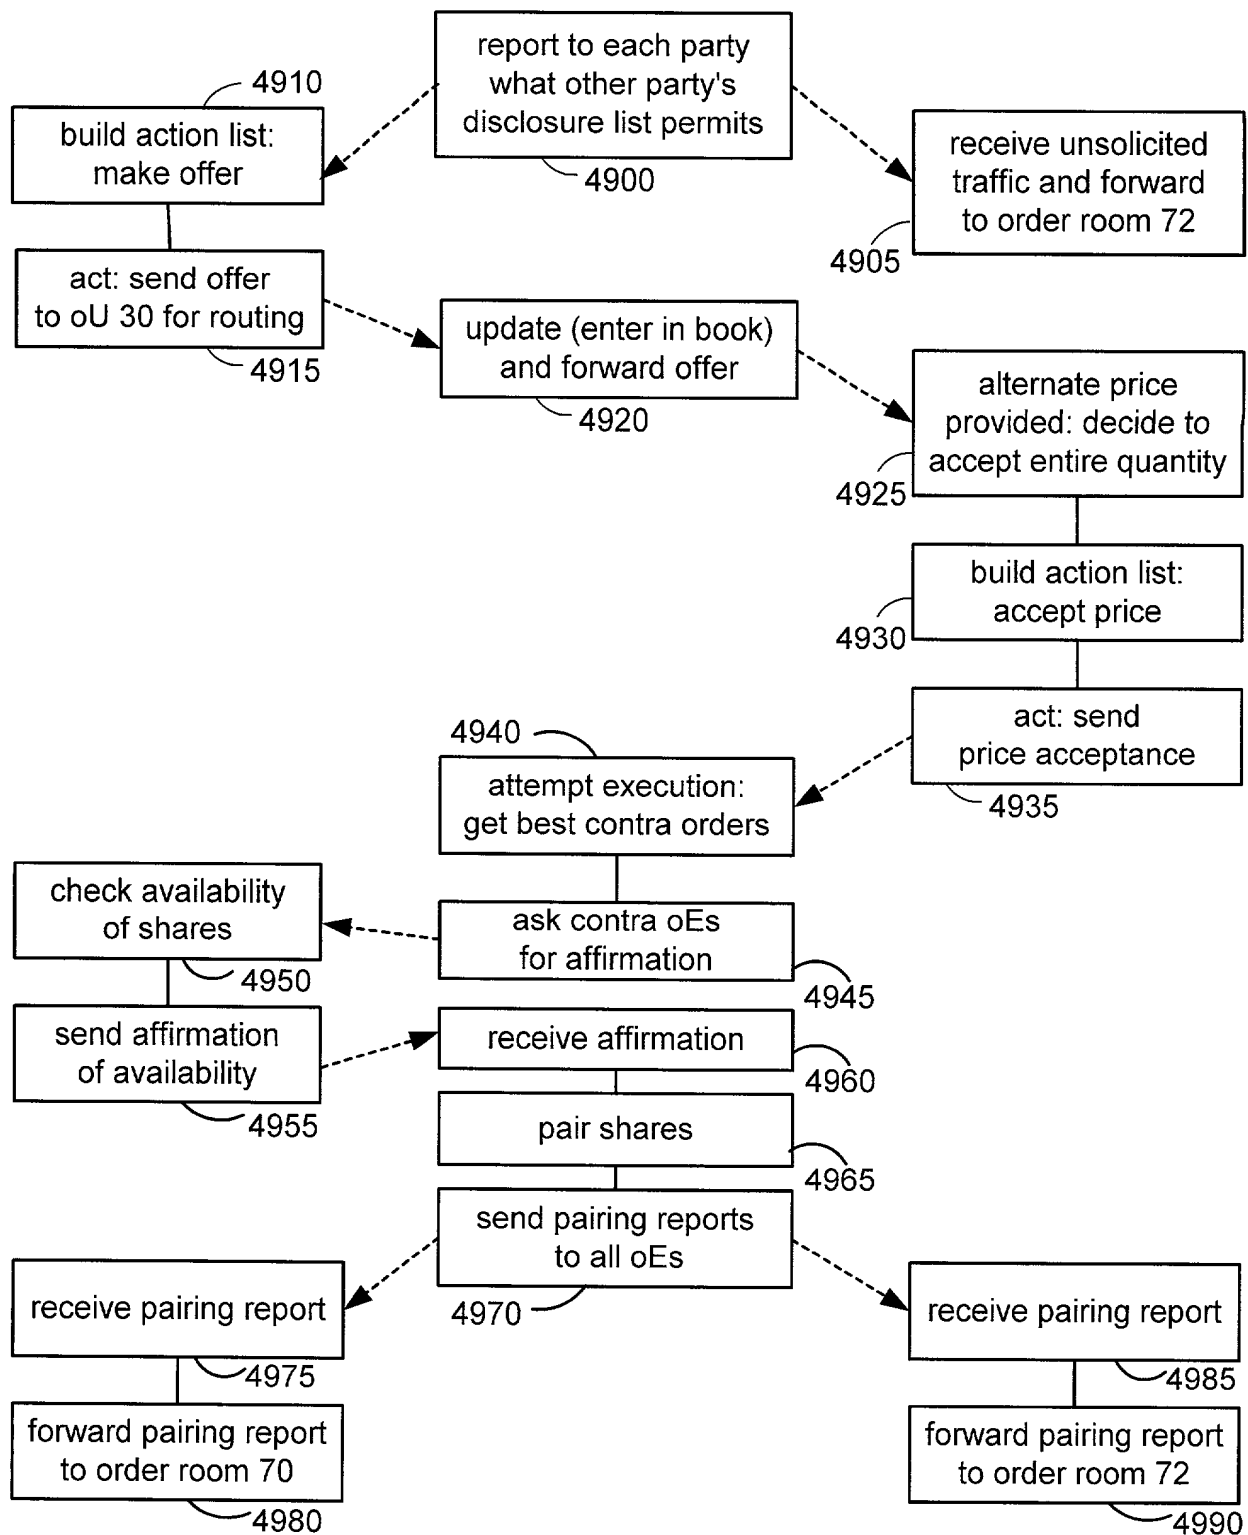 report to each party
what other party's
disclosure list permits
4900
4910
build action list:
make offer
receive unsolicited
traffic and forward
to order room 72
4905
act: send offer
to oU 30 for routing
4915
update (enter in book)
and forward offer
4920
alternate price
provided: decide to
accept entire quantity
4925
build action list:
accept price
4930
act: send
price acceptance
4935
4940
attempt execution:
get best contra orders
ask contra oEs
for affirmation
4945
check availability
of shares
4950
send affirmation
of availability
4955
receive affirmation
4960
pair shares
4965
send pairing reports
to all oEs
4970
receive pairing report
4975
forward pairing report
to order room 70
4980
receive pairing report
4985
forward pairing report
to order room 72
4990